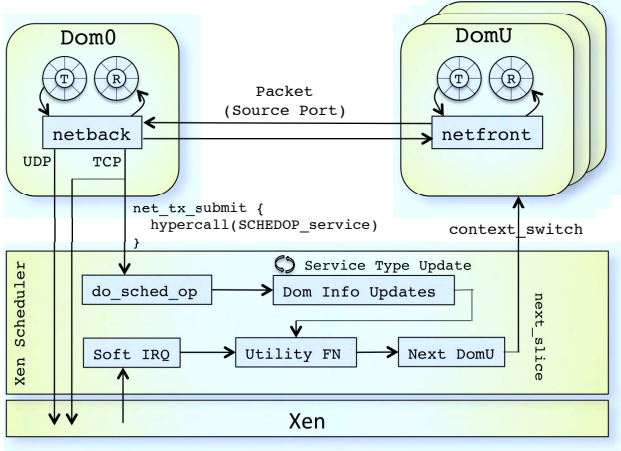 Dom0
DomU
T
R
T
R
Packet
(Source Port)
netback
netfront
UDP
TCP
net_tx_submit {
hypercall(SCHEDOP_service)
}
context_switch
Xen Scheduler
Service Type Update
do_sched_op
Dom Info Updates
next_slice
Soft IRQ
Utility FN
Next DomU
Xen